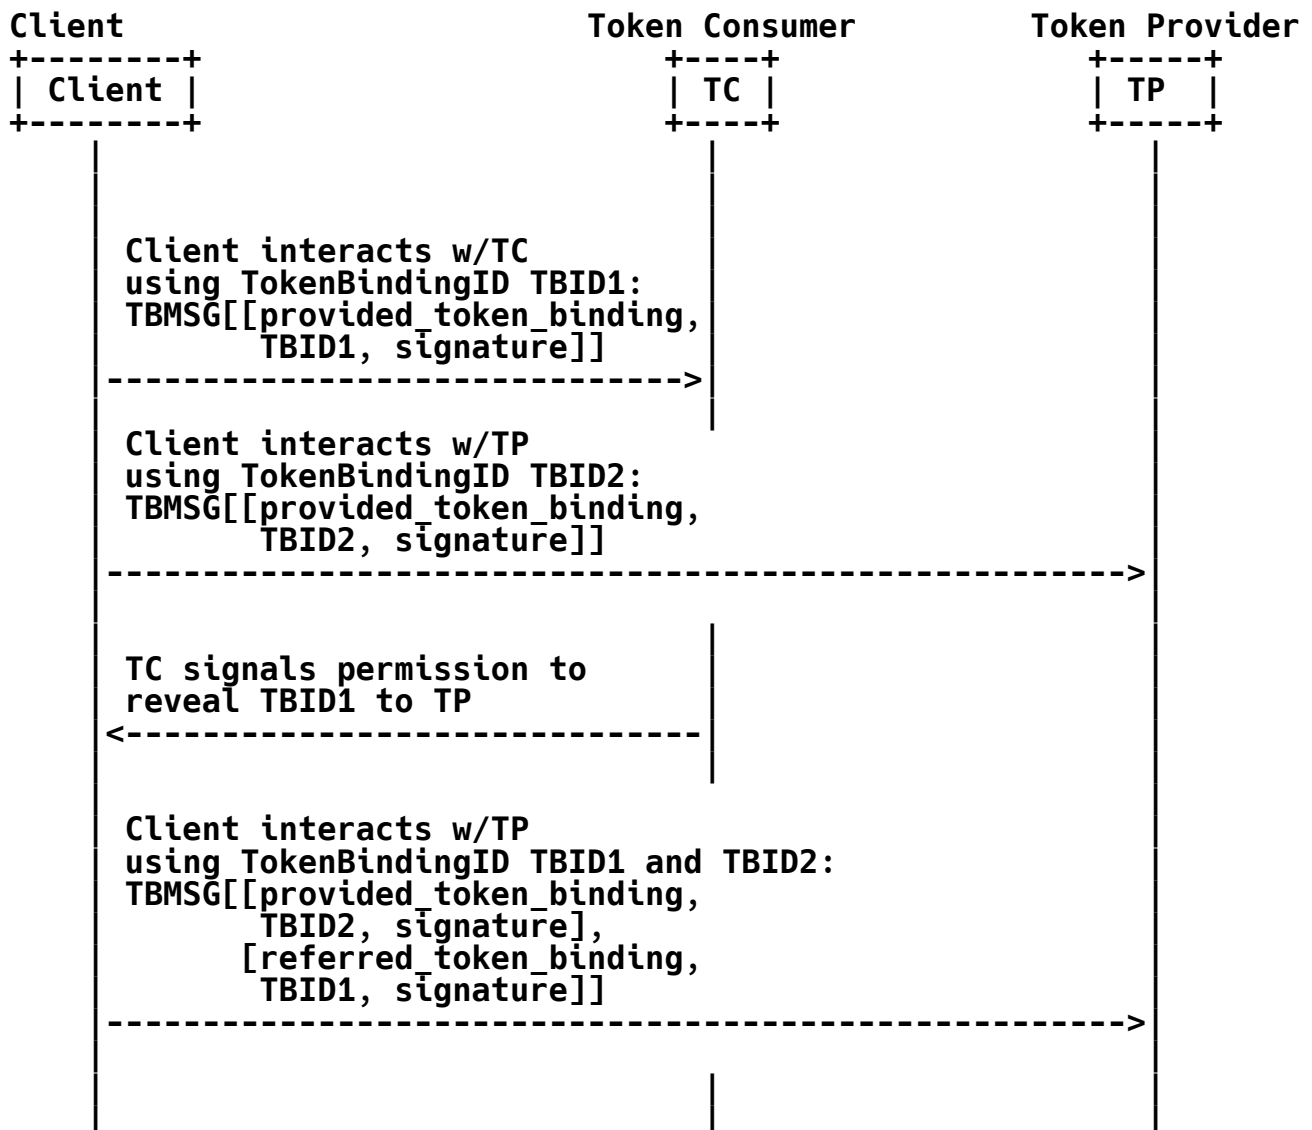 Client                        Token Consumer         Token Provider
+--------+                        +----+                +-----+
| Client |                        | TC |                | TP  |
+--------+                        +----+                +-----+
Client interacts w/TC
using TokenBindingID TBID1:
TBMSG[[provided_token_binding,
TBID1, signature]]
------------------------------>
Client interacts w/TP
using TokenBindingID TBID2:
TBMSG[[provided_token_binding,
TBID2, signature]]
----------------------------------------------------->
TC signals permission to
reveal TBID1 to TP
<------------------------------
Client interacts w/TP
using TokenBindingID TBID1 and TBID2:
TBMSG[[provided_token_binding,
TBID2, signature],
[referred_token_binding,
TBID1, signature]]
----------------------------------------------------->